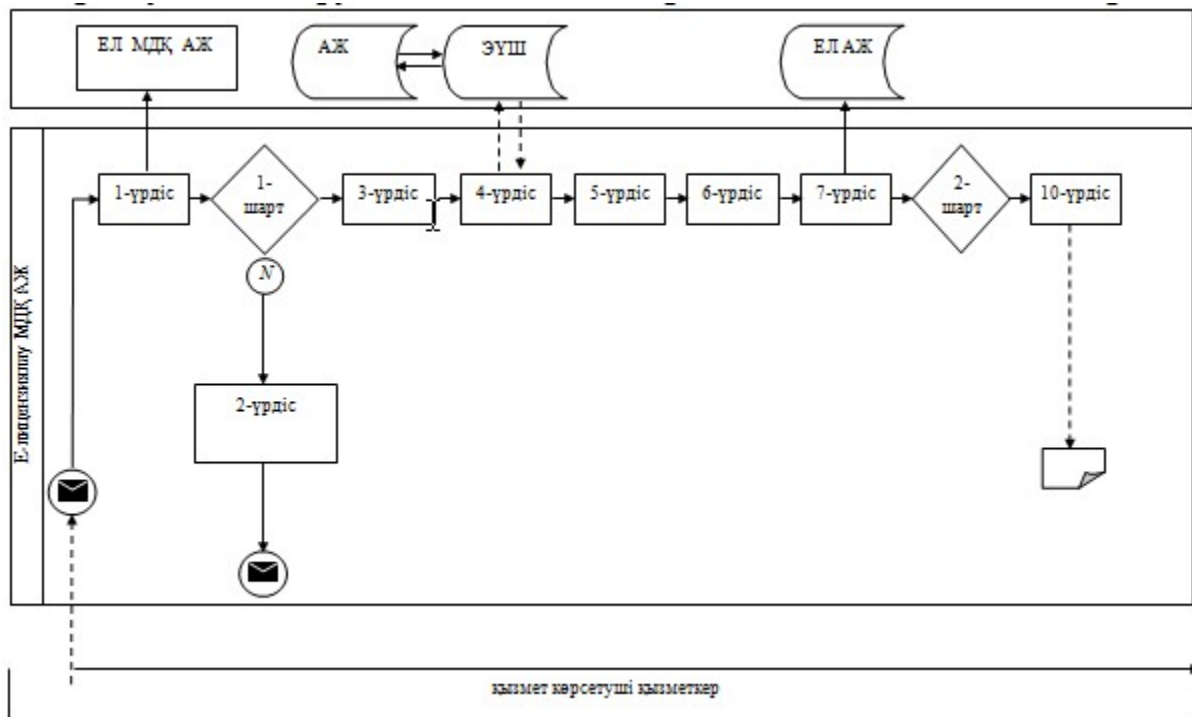 ЕЛ МДҚ АЖ
АЖ
ЭҮШ
ЕЛ АЖ
1-үрдіс
1-
шарт
3-үрдіс
4-үрдіс
5-үрдіс
6-үрдіс
7-үрдіс
2-
шарт
10-үрдіс
N
2-үрдіс
Е-лицензиялау МДҚ АЖ
қызмет көрсетуші қызметкер